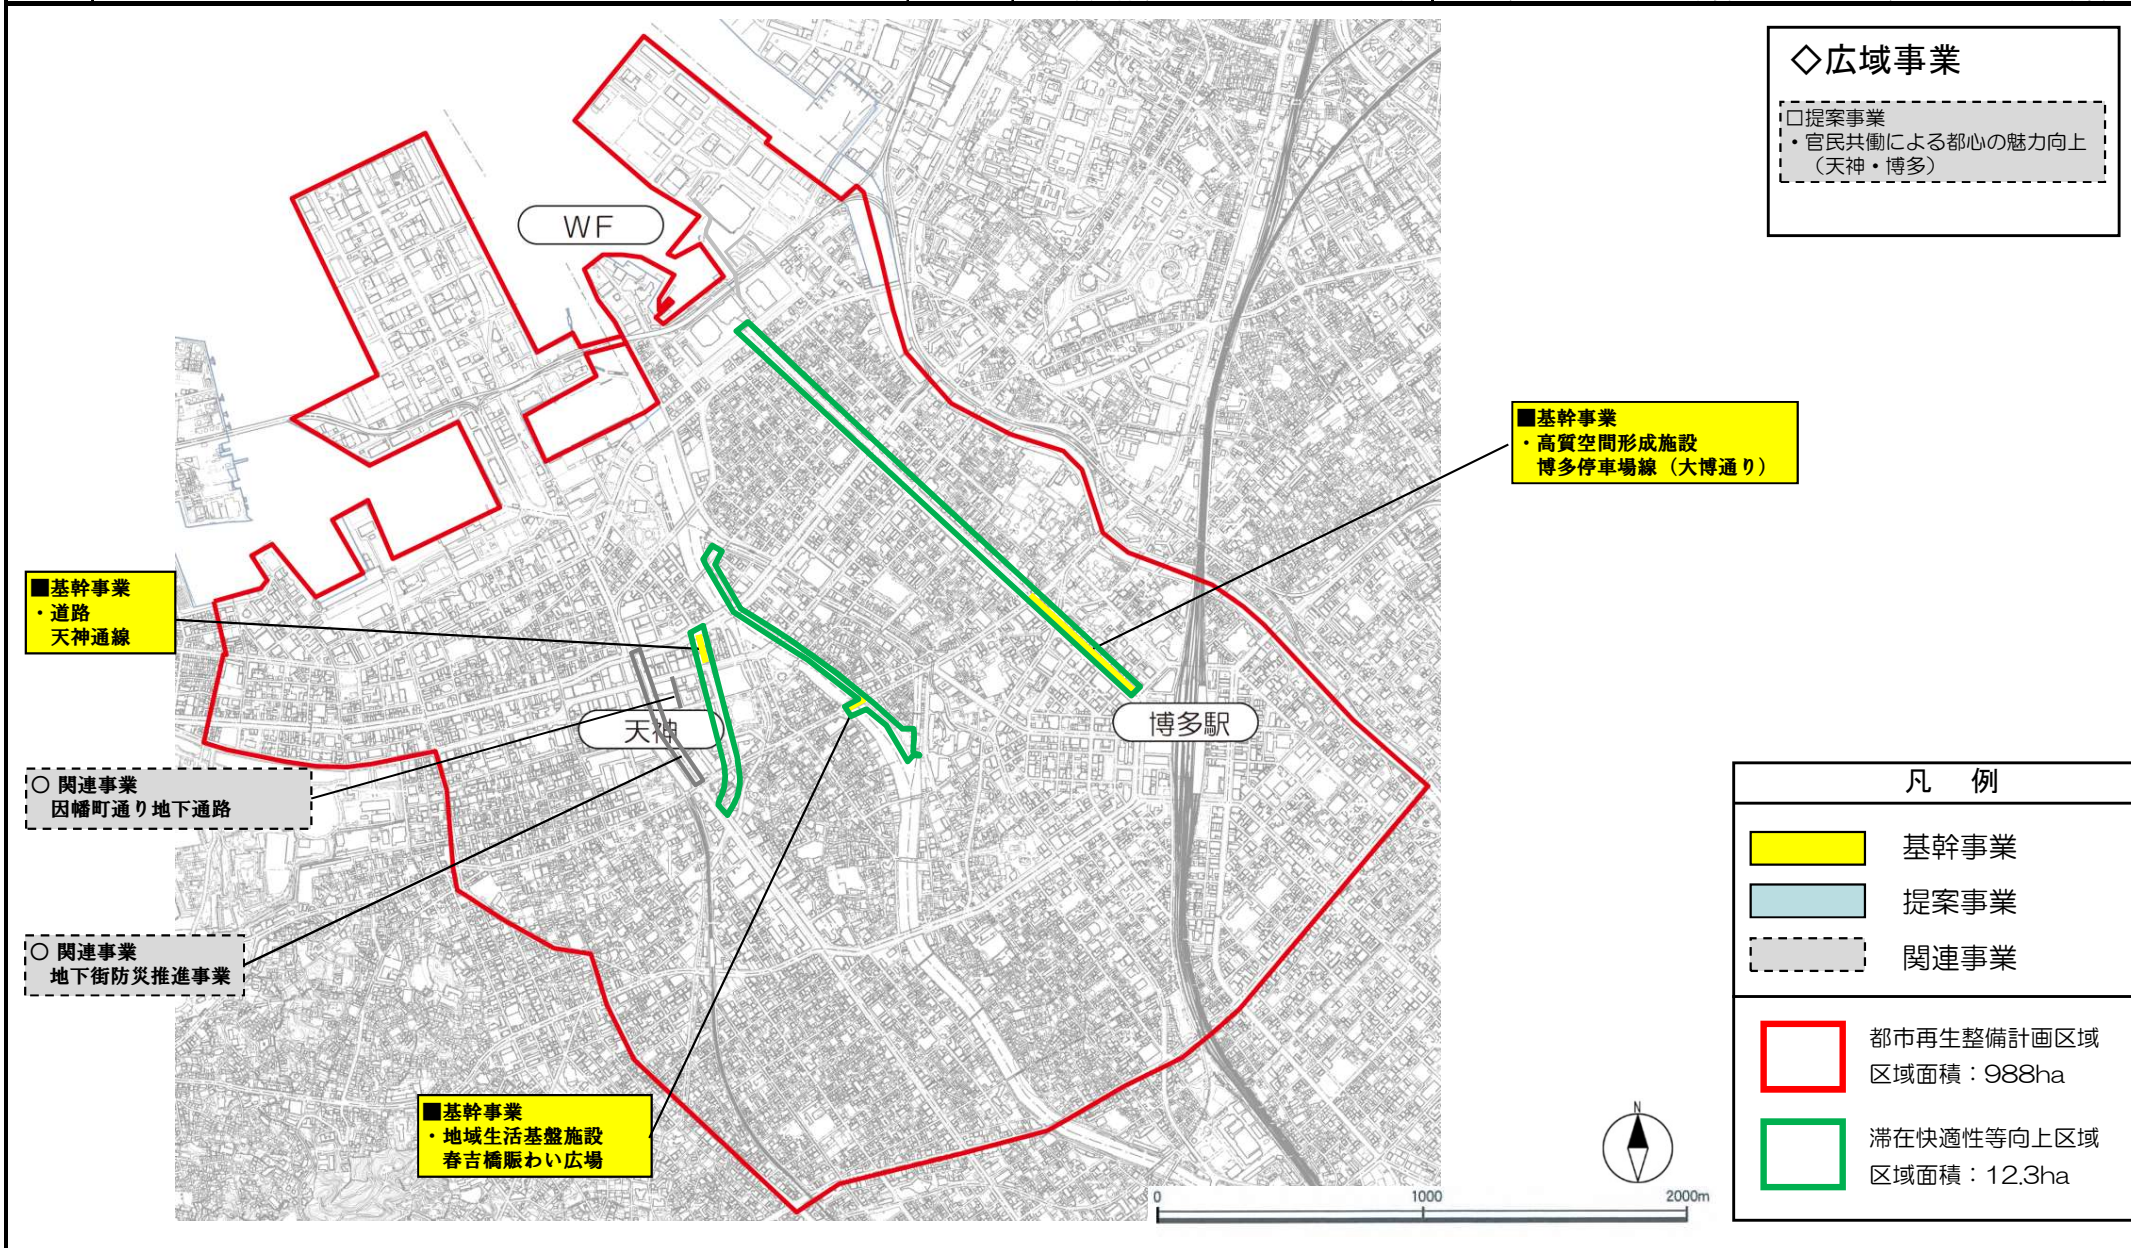 ◇広域事業
□提案事業
・官民共働による都心の魅力向上
（天神・博多）
WF
■基幹事業
・高質空間形成施設
博多停車場線（大博通り）
■基幹事業
・道路
天神通線
天神
博多駅
○ 関連事業
因幡町通り地下通路
○ 関連事業
地下街防災推進事業
■基幹事業
・地域生活基盤施設
春吉橋賑わい広場
凡　例
基幹事業
提案事業
関連事業
都市再生整備計画区域
区域面積：988ha
滞在快適性等向上区域
区域面積：12.3ha
N
0 1000 2000m